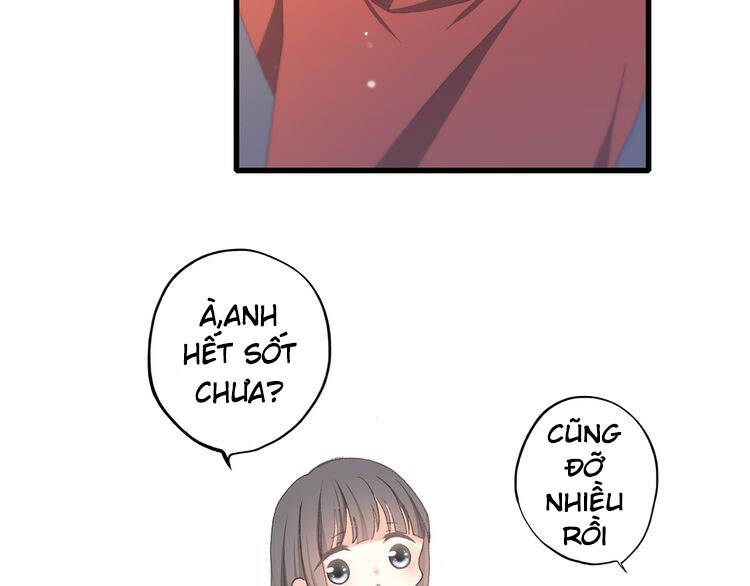 À,ANH
HẾT SỐT
CHƯA?
CŨNG
ĐỠ
NHIỀU
RỒI